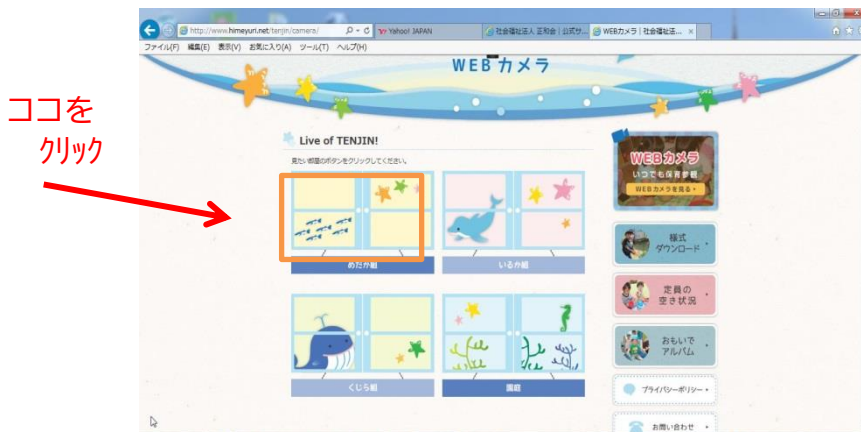 ココを
クリック
http://www.himeyuri.net/tenjin/camera/
Yahoo! JAPAN
社会福祉法人 正和会 | 公式サ...
WEBカメラ | 社会福祉法...
ファイル(F) 編集(E) 表示(V) お気に入り(A) ツール(T) ヘルプ(H)
WEBカメラ
Live of TENJIN!
見たい部屋のボタンをクリックしてください。
めだか組
いるか組
くじら組
園庭
WEBカメラ
いつでも保育参観
WEBカメラを見る
様式
ダウンロード
定員の
空き状況
おもいで
アルバム
プライバシーポリシー
お問い合わせ